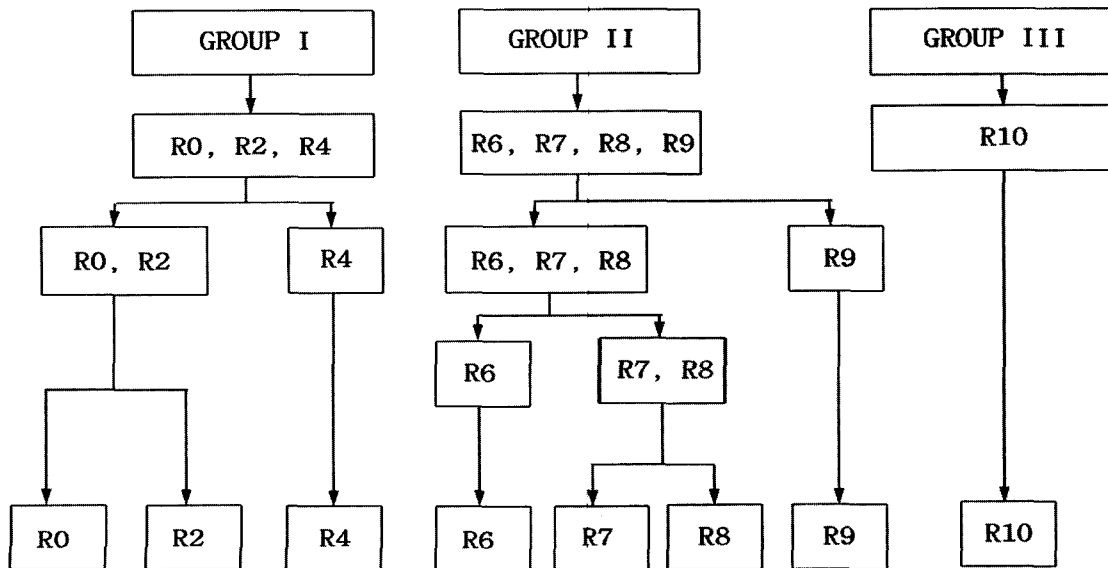 GROUP I
GROUP II
GROUP III
R0, R2, R4
R6, R7, R8, R9
R10
R0, R2
R4
R6, R7, R8
R9
R6
R7, R8
R0
R2
R4
R6
R7
R8
R9
R10